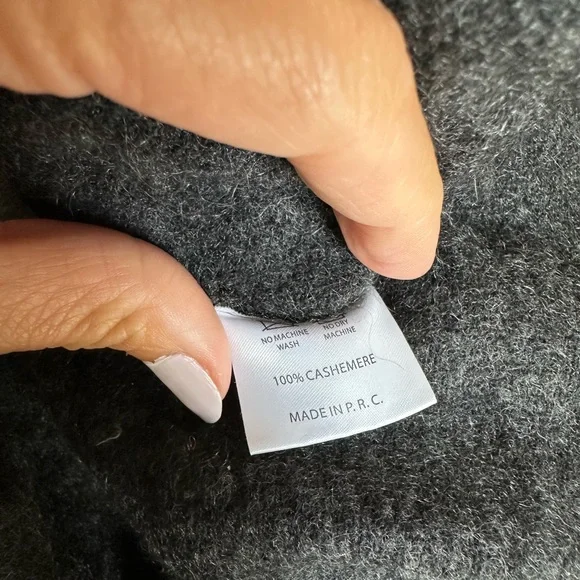 NO MACHINE NO DRY
WASH MACHINE
100% CASHEMERE
MADE IN P. R. C.